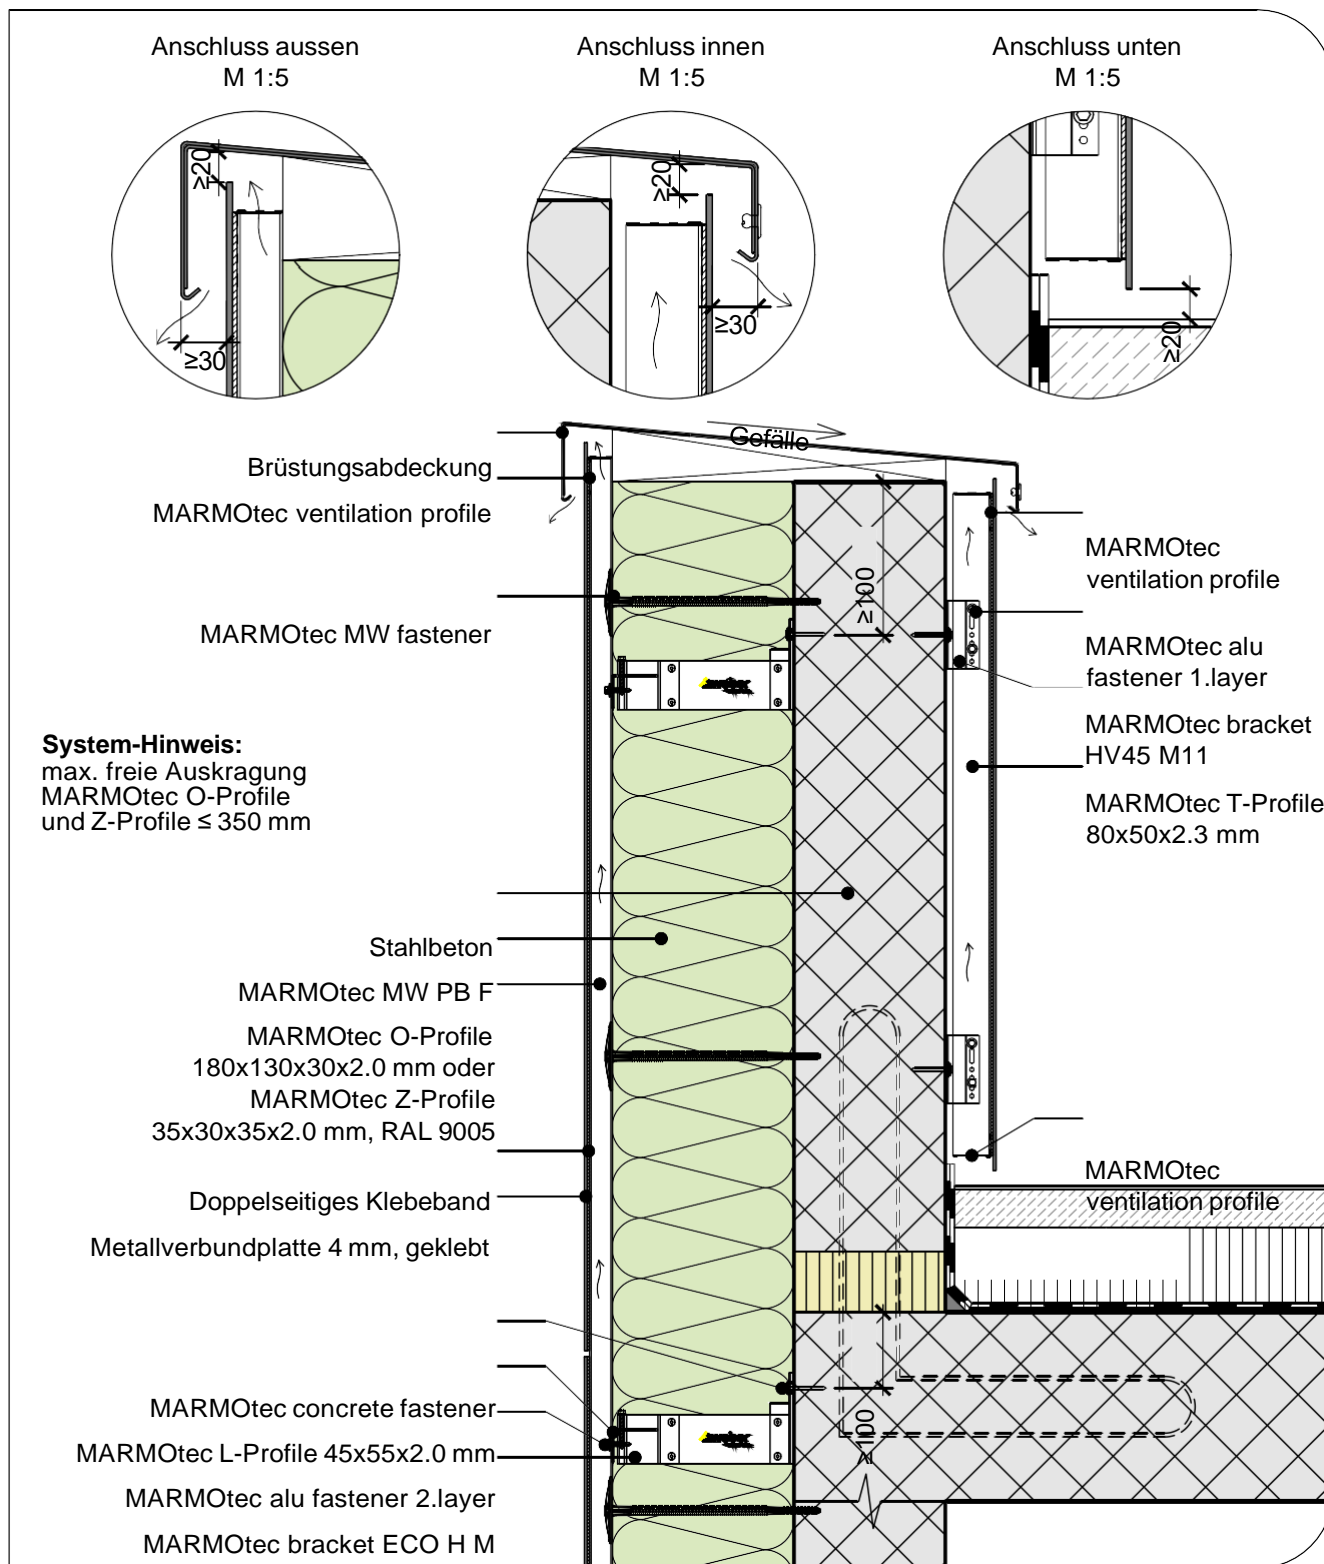 Anschluss aussen
M 1:5
Anschluss innen
M 1:5
Anschluss unten
M 1:5
≥20
≥30
≥20
≥30
≥20
Gefälle
Brüstungsabdeckung
MARMOtec ventilation profile
MARMOtec MW fastener
System-Hinweis:
max. freie Auskragung
MARMOtec O-Profile
und Z-Profile ≤ 350 mm
Stahlbeton
MARMOtec MW PB F
MARMOtec O-Profile
180x130x30x2.0 mm oder
MARMOtec Z-Profile
35x30x35x2.0 mm, RAL 9005
Doppelseitiges Klebeband
Metallverbundplatte 4 mm, geklebt
MARMOtec concrete fastener
MARMOtec L-Profile 45x55x2.0 mm
MARMOtec alu fastener 2.layer
MARMOtec bracket ECO H M
≥100
≥100
MARMOtec
ventilation profile
MARMOtec alu
fastener 1.layer
MARMOtec bracket
HV45 M11
MARMOtec T-Profile
80x50x2.3 mm
MARMOtec
ventilation profile